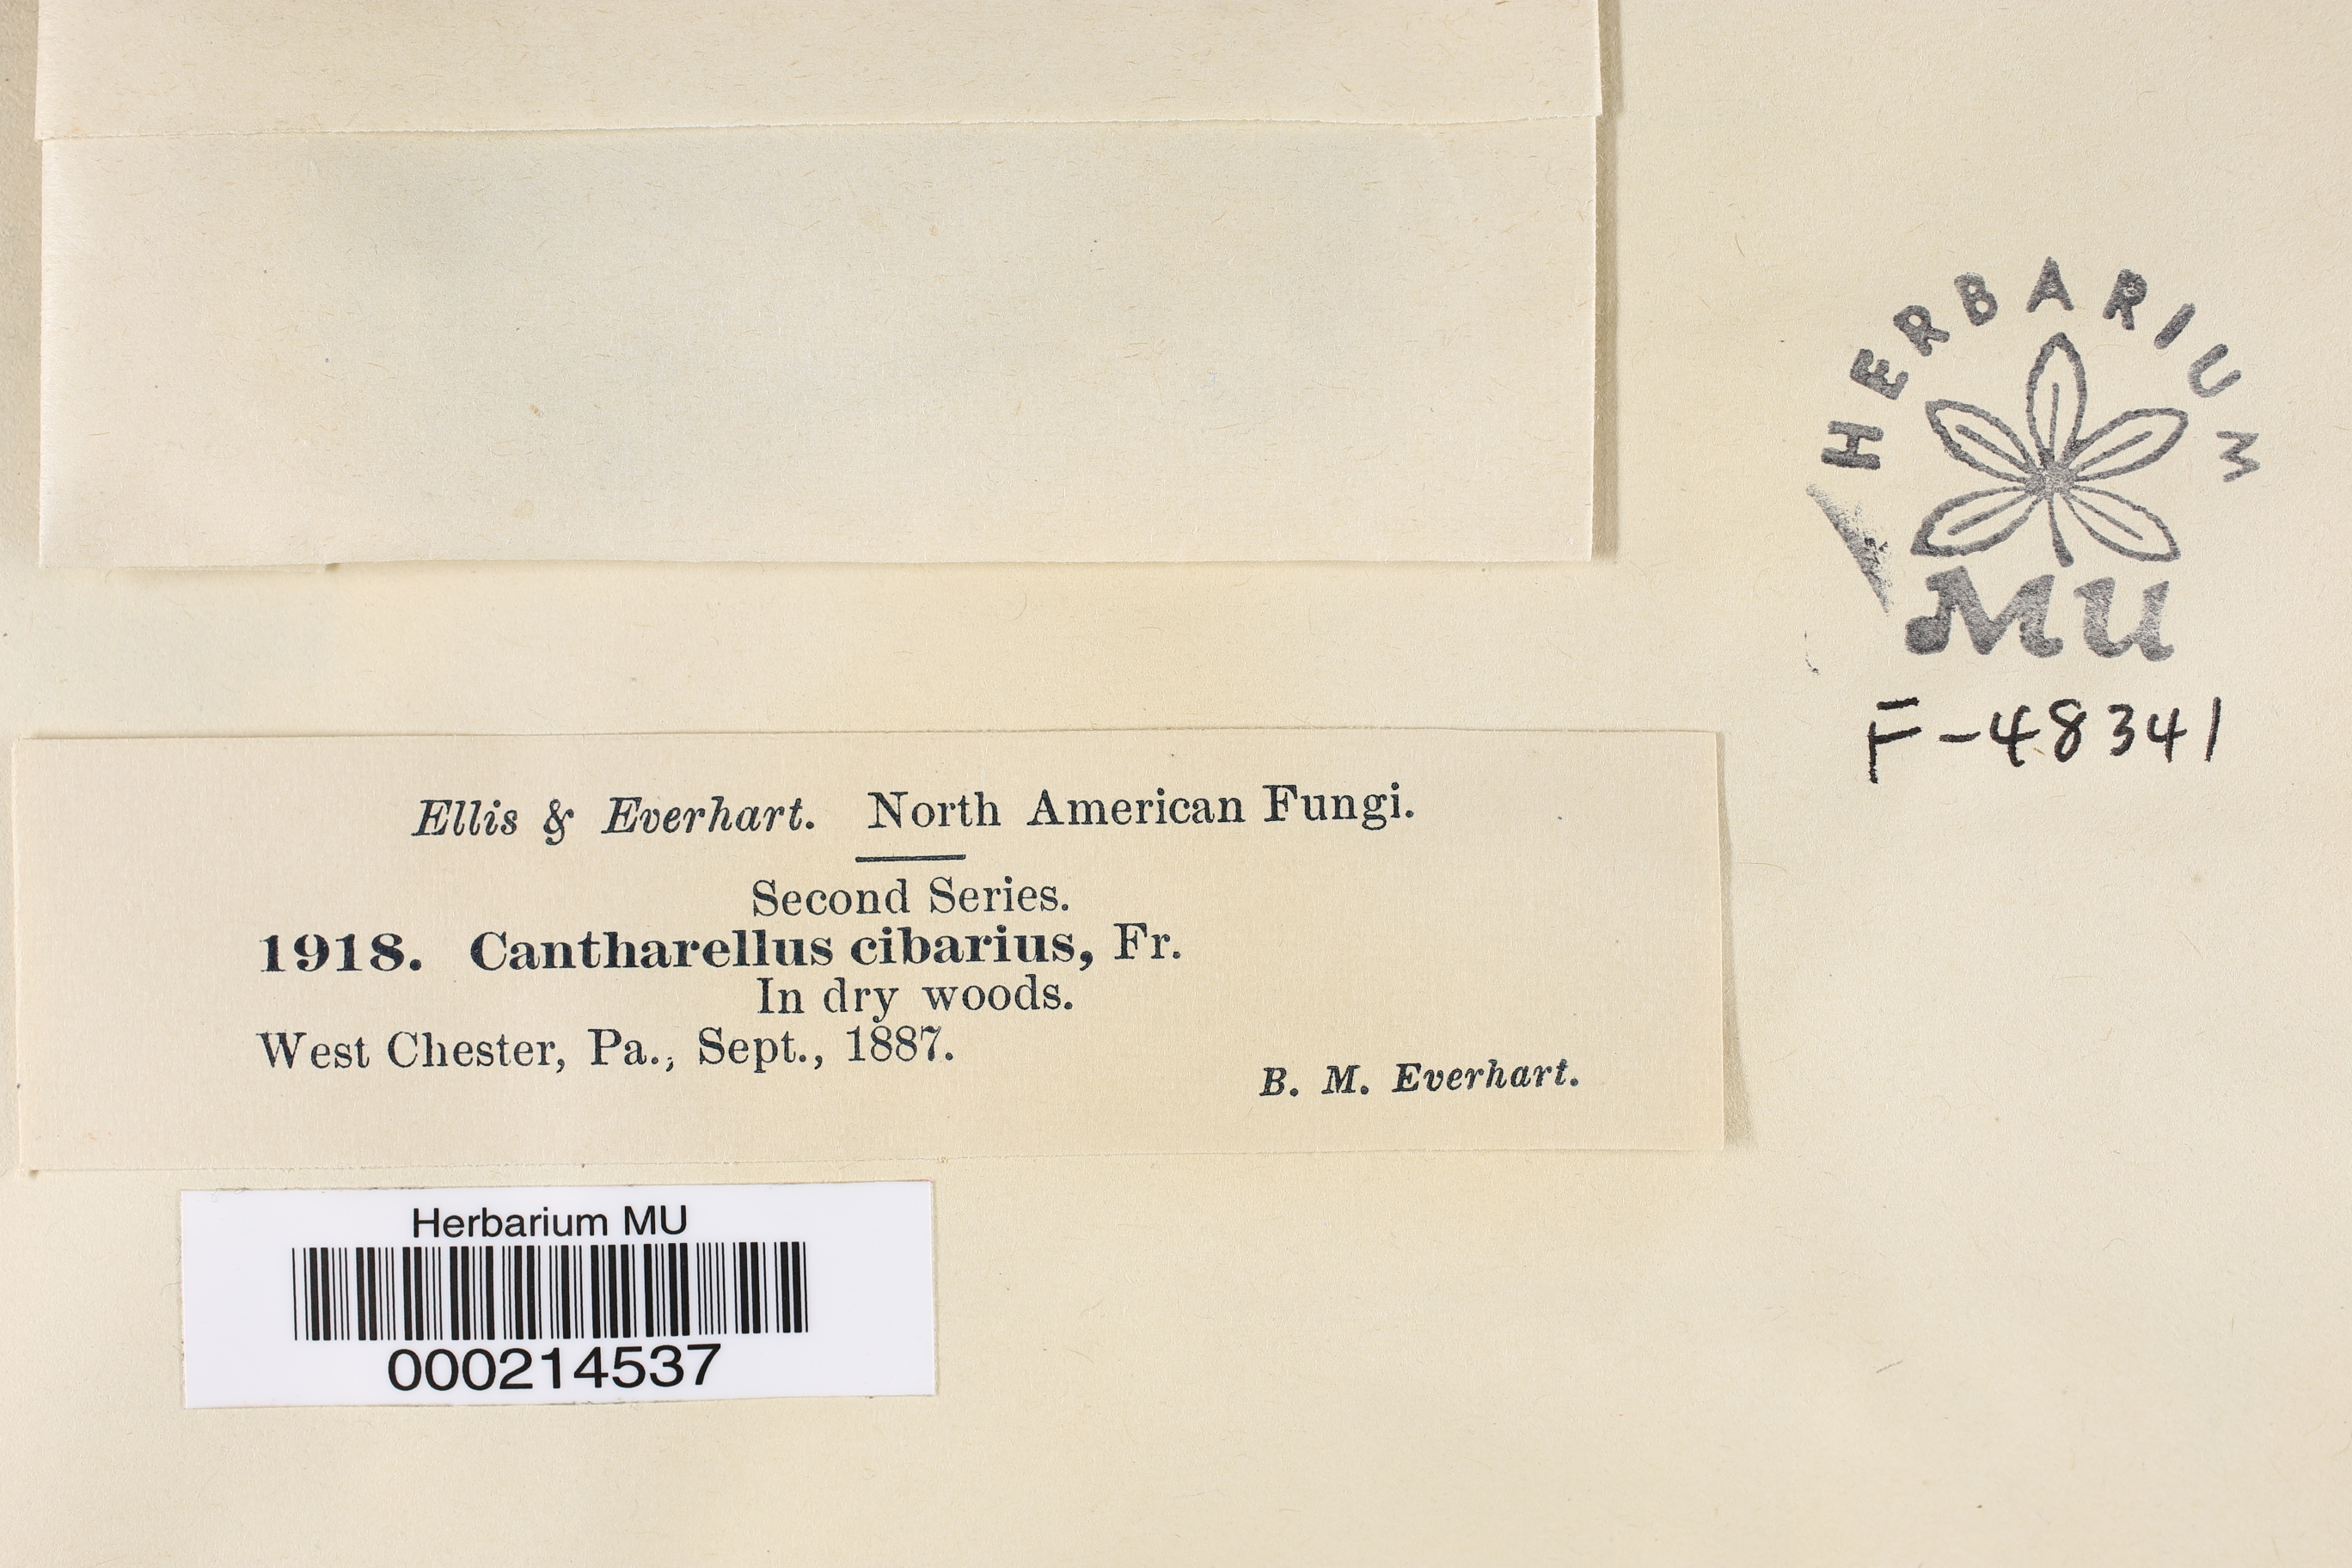 HERBARIUM
MU
F-48341
Ellis & Everhart. North American Fungi.
Second Series.
1918. Cantharellus cibarius, Fr.
In dry woods.
West Chester, Pa., Sept., 1887.
B. M. Everhart.
Herbarium MU
000214537